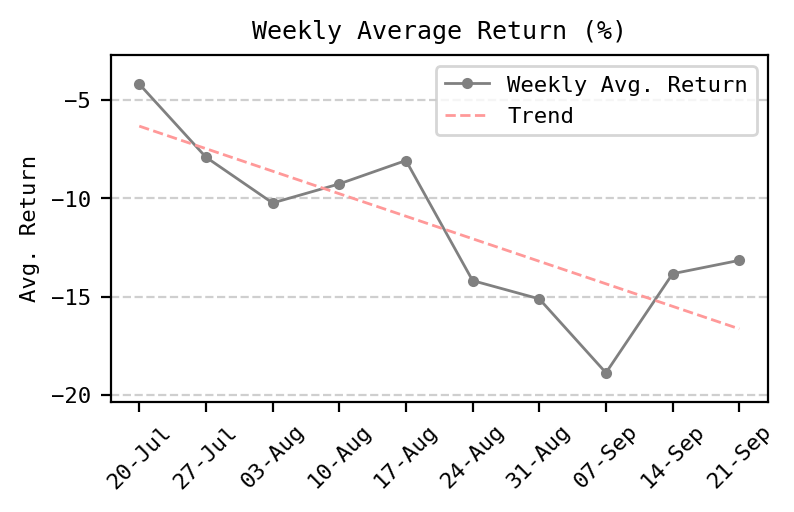 Weekly Average Return (%)
Weekly Avg. Return
Trend
Avg. Return
−5
−10
−15
−20
20-Jul
27-Jul
03-Aug
10-Aug
17-Aug
24-Aug
31-Aug
07-Sep
14-Sep
21-Sep